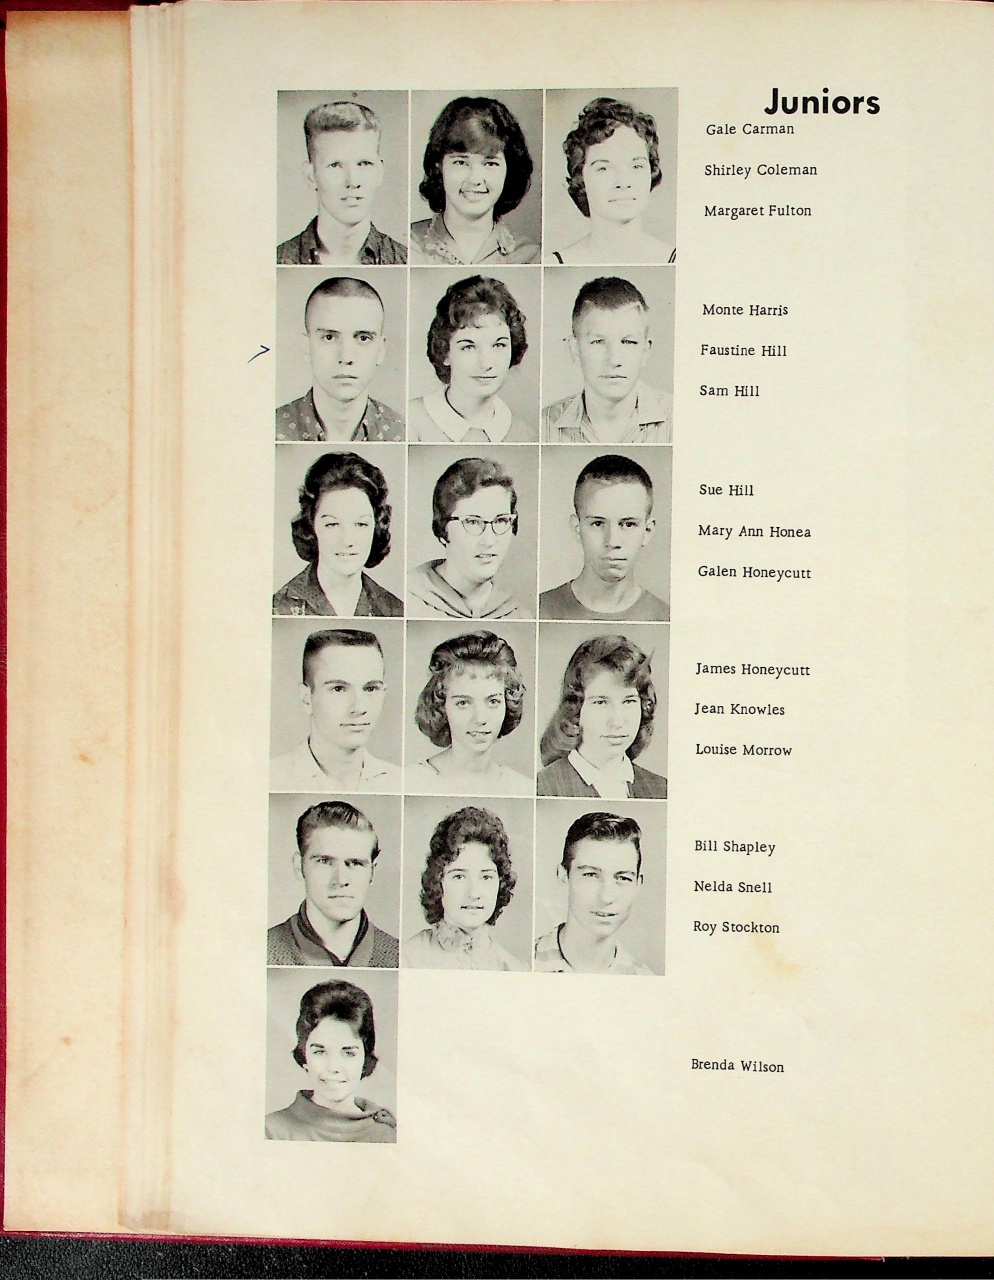 Juniors
Gale Carman
Shirley Coleman
Margaret Fulton
Monte Harris
Faustine Hill
Sam Hill
Sue Hill
Mary Ann Honea
Galen Honeycutt
James Honeycutt
Jean Knowles
Louise Morrow
Bill Shapley
Nelda Snell
Roy Stockton
Brenda Wilson